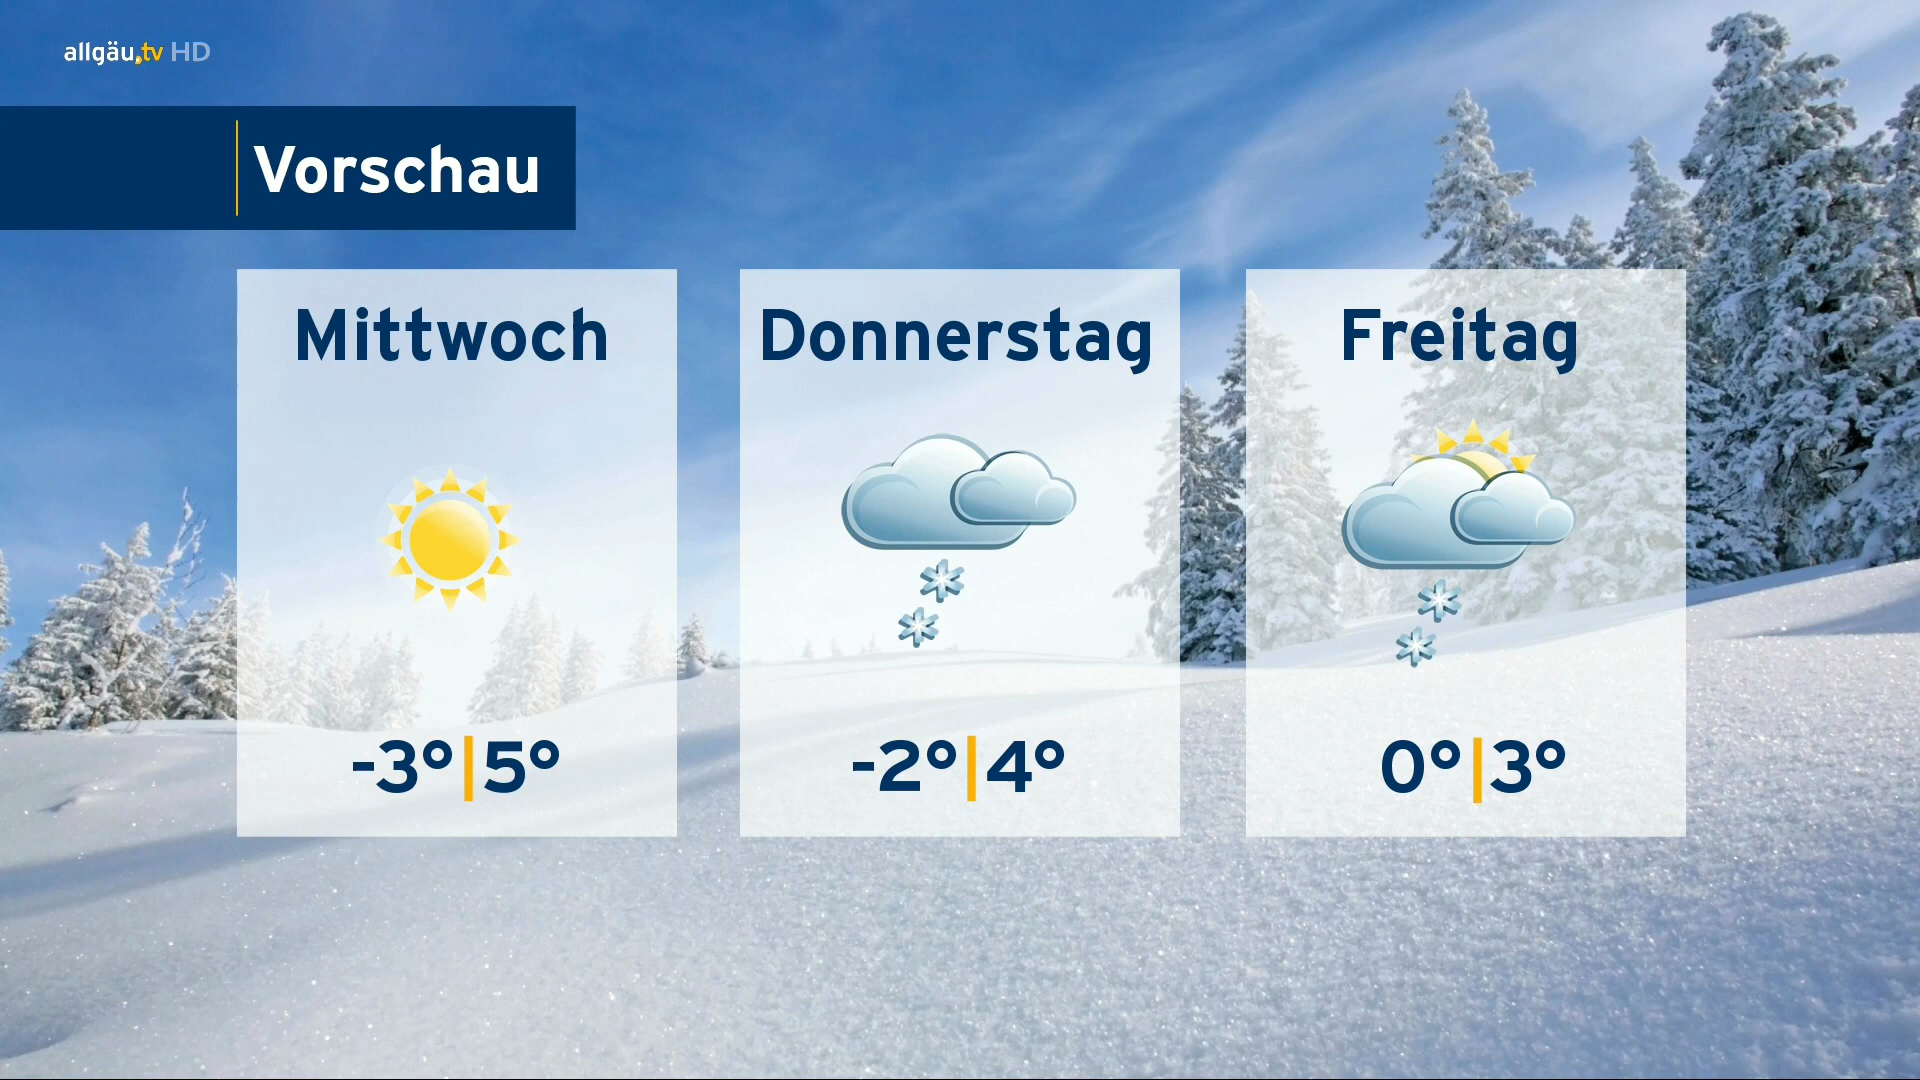 allgäu.tv HD
Vorschau
Mittwoch
Donnerstag
Freitag
-3°|5°
-2°|4°
0°|3°